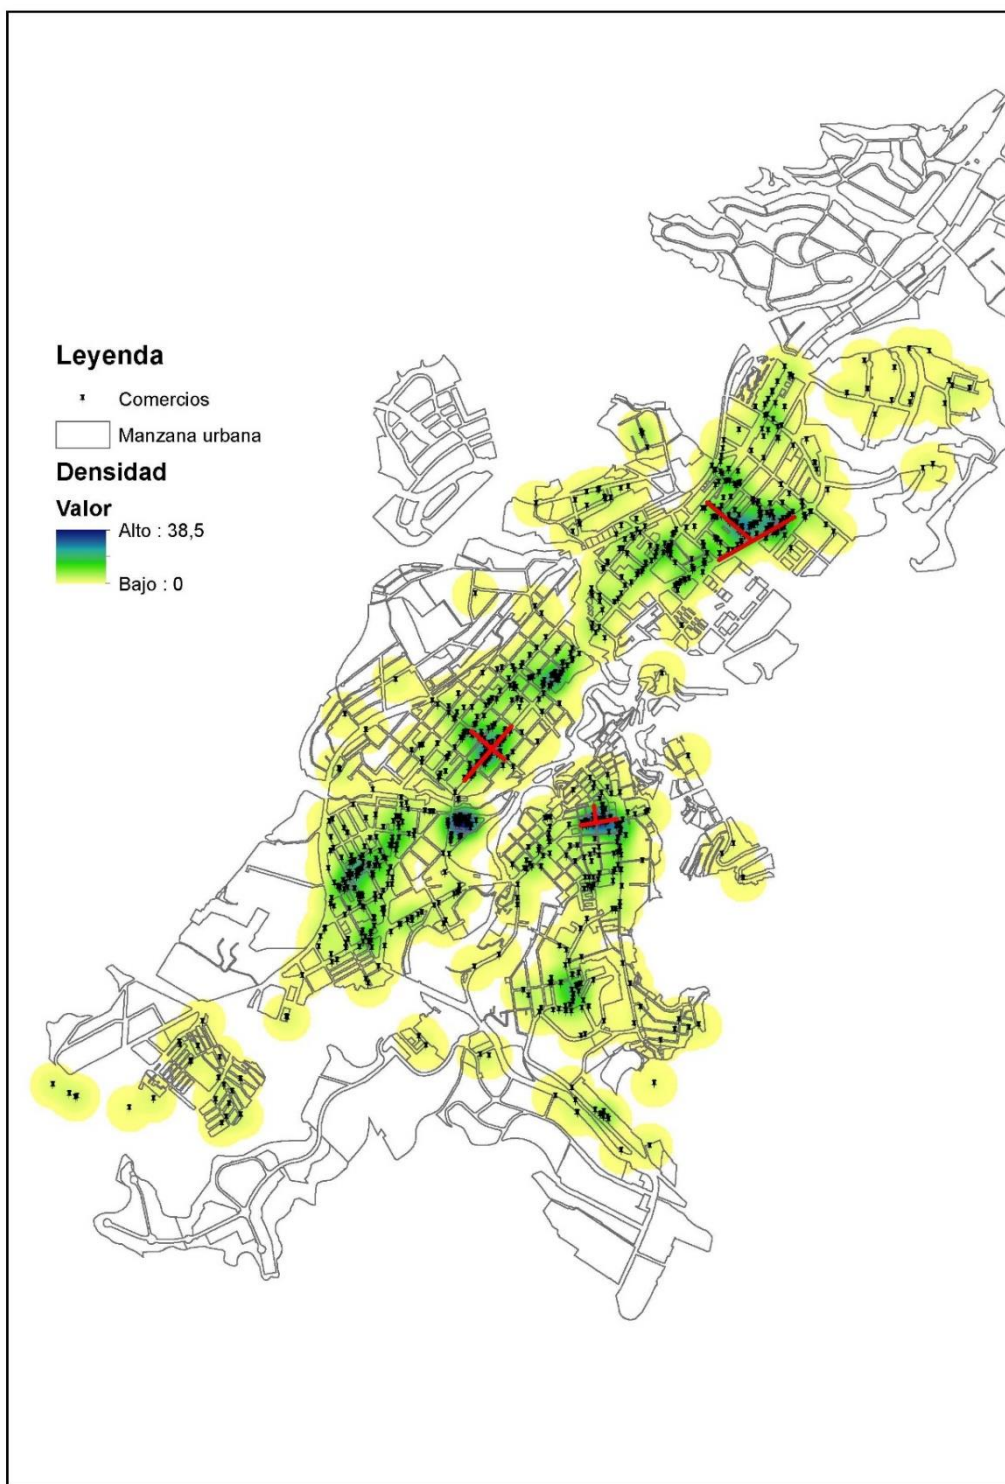 Leyenda
Comercios
Manzana urbana
Densidad
Valor
Alto : 38,5
Bajo : 0